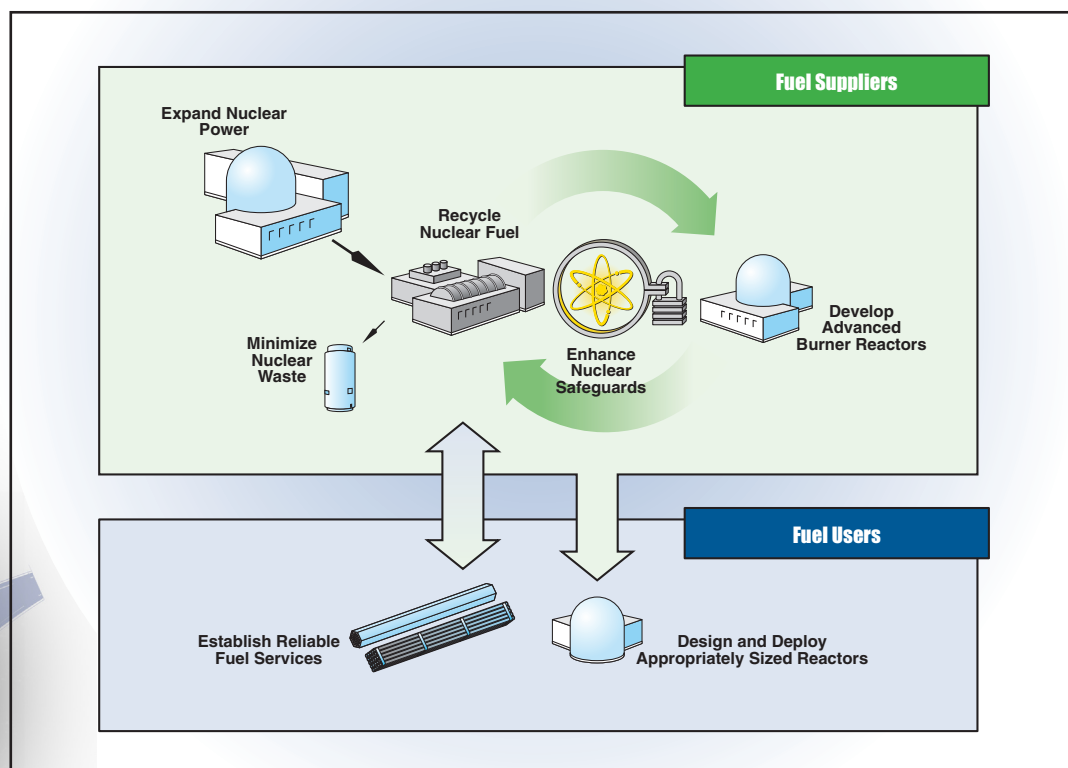 Fuel Suppliers
Expand Nuclear
Power
Recycle
Nuclear Fuel
Minimize
Nuclear
Waste
Enhance
Nuclear
Safeguards
Develop
Advanced
Burner Reactors
Fuel Users
Establish Reliable
Fuel Services
Design and Deploy
Appropriately Sized Reactors